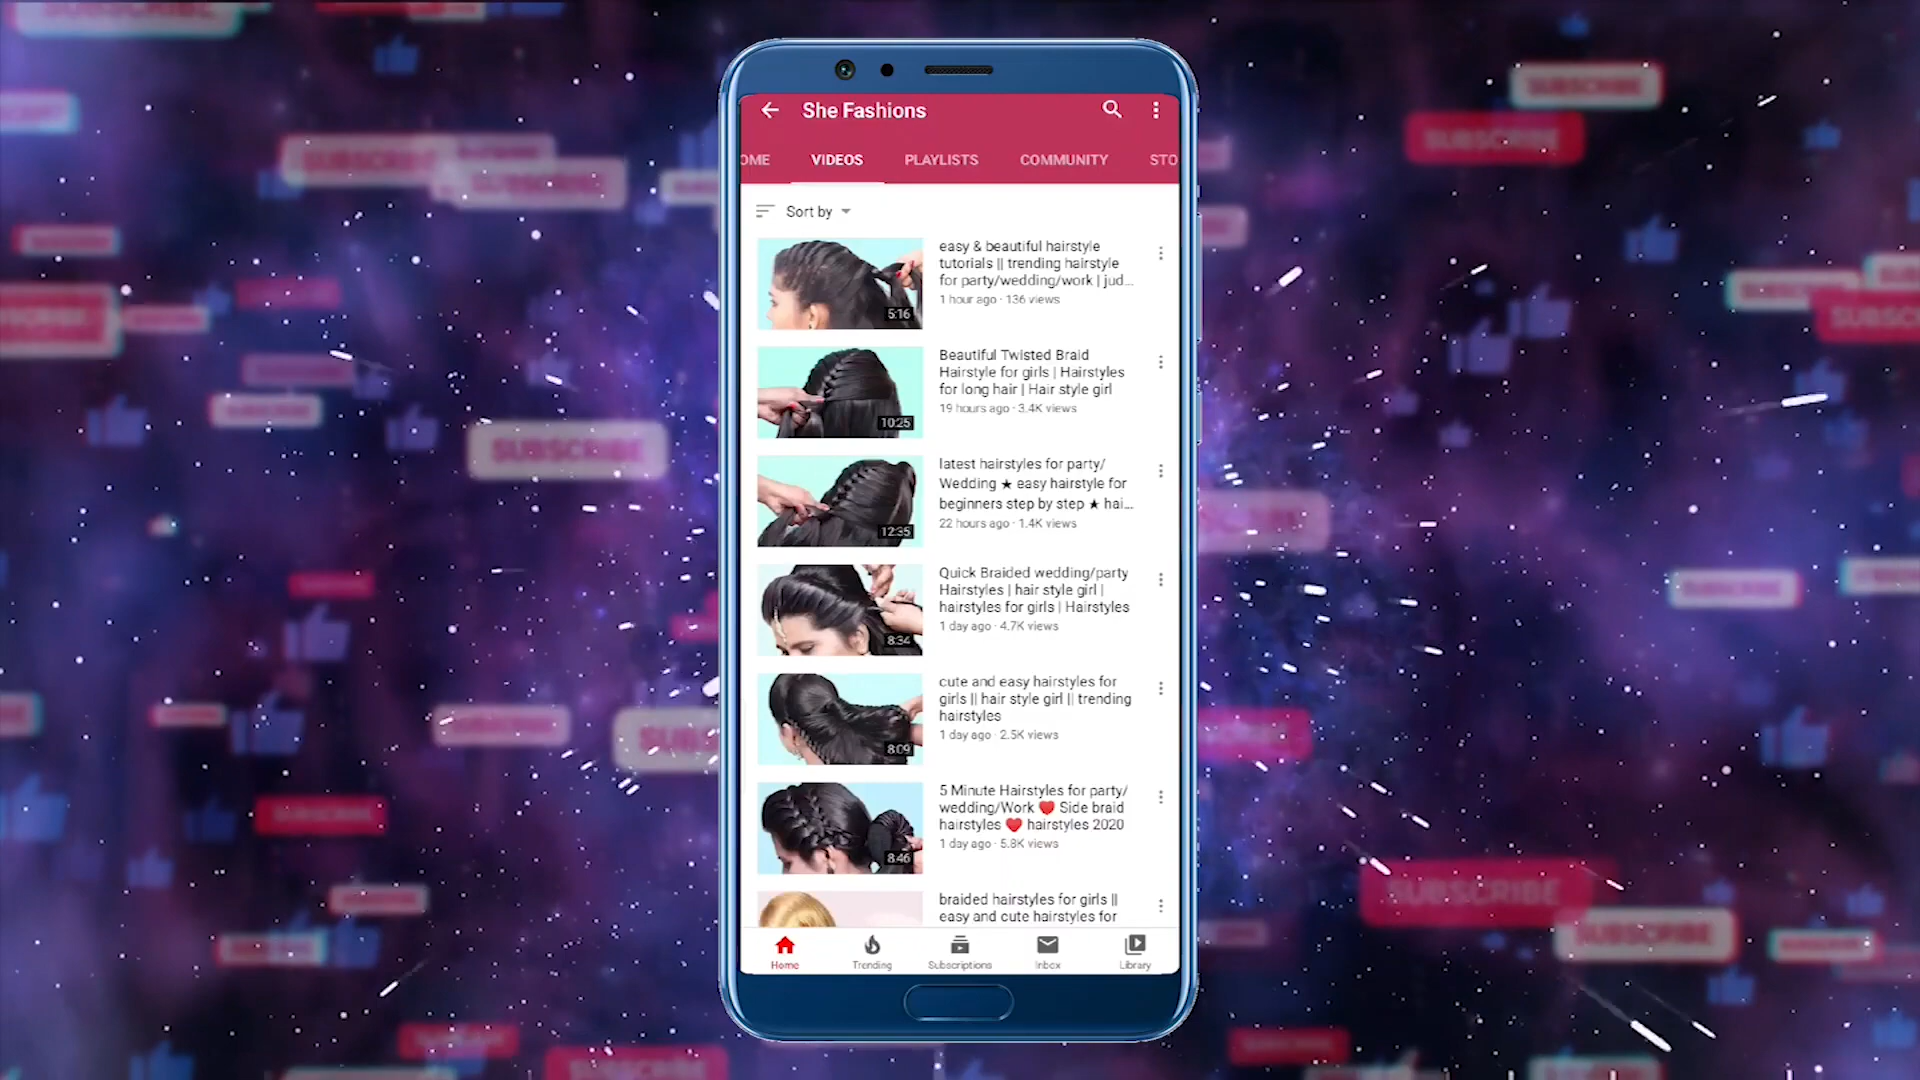 She Fashions
OME VIDEOS PLAYLISTS COMMUNITY STO
Sort by
easy & beautiful hairstyle
tutorials || trending hairstyle
for party/wedding/work | jud...
1 hour ago · 136 views
5:16
Beautiful Twisted Braid
Hairstyle for girls | Hairstyles
for long hair | Hair style girl
19 hours ago · 3.4K views
10:25
latest hairstyles for party/
Wedding ★ easy hairstyle for
beginners step by step ★ hai...
22 hours ago · 1.4K views
12:35
Quick Braided wedding/party
Hairstyles | hair style girl |
hairstyles for girls | Hairstyles
1 day ago · 4.7K views
8:34
cute and easy hairstyles for
girls || hair style girl || trending
hairstyles
1 day ago · 2.5K views
8:09
5 Minute Hairstyles for party/
wedding/Work ♥ Side braid
hairstyles ♥ hairstyles 2020
1 day ago · 5.8K views
8:46
braided hairstyles for girls ||
easy and cute hairstyles for
Home Trending Subscriptions Inbox Library
SUBSCRIBE
SUBSCRIBE
SUBSCRIBE
SUBSCRIBE
SUBSCRIBE